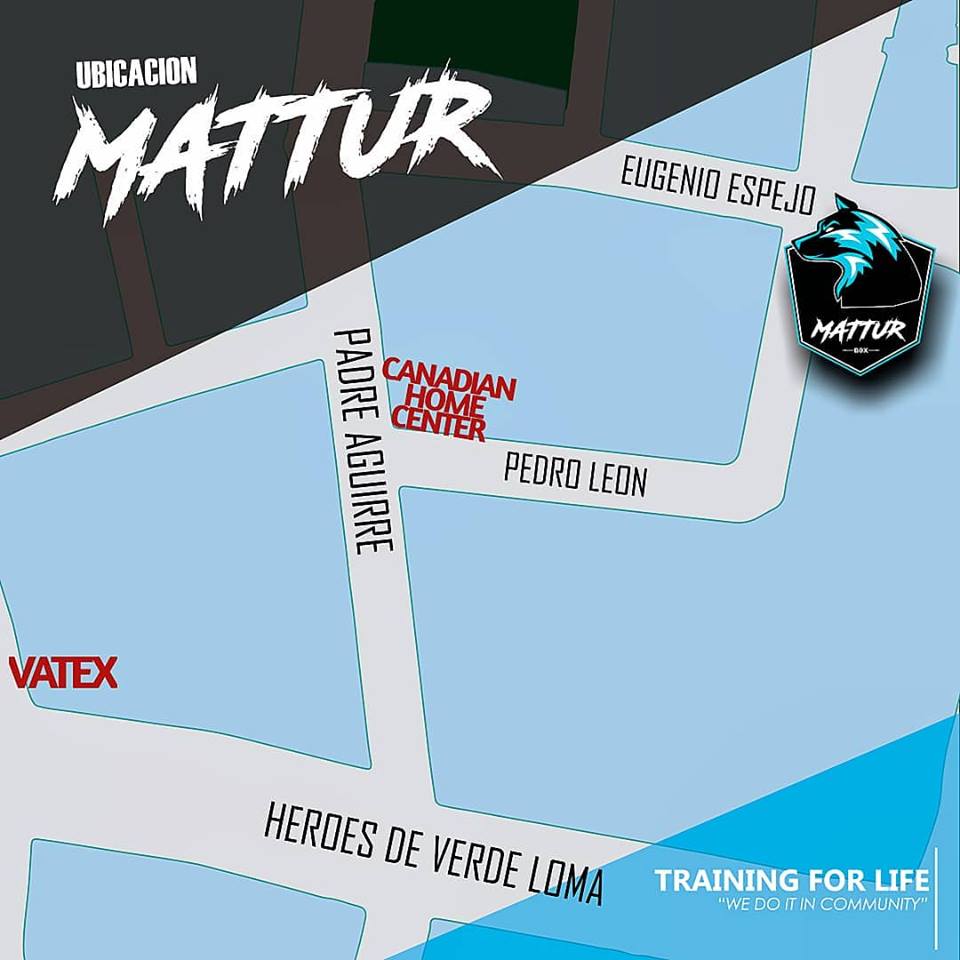 UBICACION
MATTUR
EUGENIO ESPEJO
MATTUR
BOX
PADRE AGUIRRE
CANADIAN
HOME
CENTER
PEDRO LEON
VATEX
HEROES DE VERDE LOMA
TRAINING FOR LIFE
"WE DO IT IN COMMUNITY"